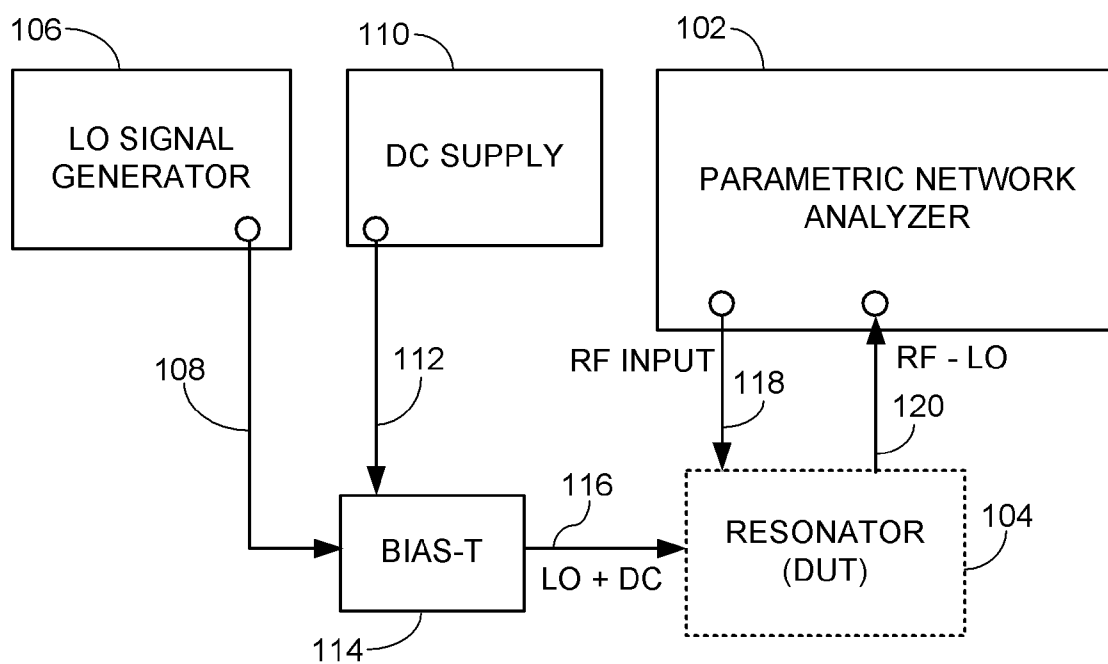 106
110
102
LO SIGNAL
GENERATOR
DC SUPPLY
PARAMETRIC NETWORK
ANALYZER
108
112
RF INPUT
118
RF - LO
120
BIAS-T
116
LO + DC
RESONATOR
(DUT)
104
114